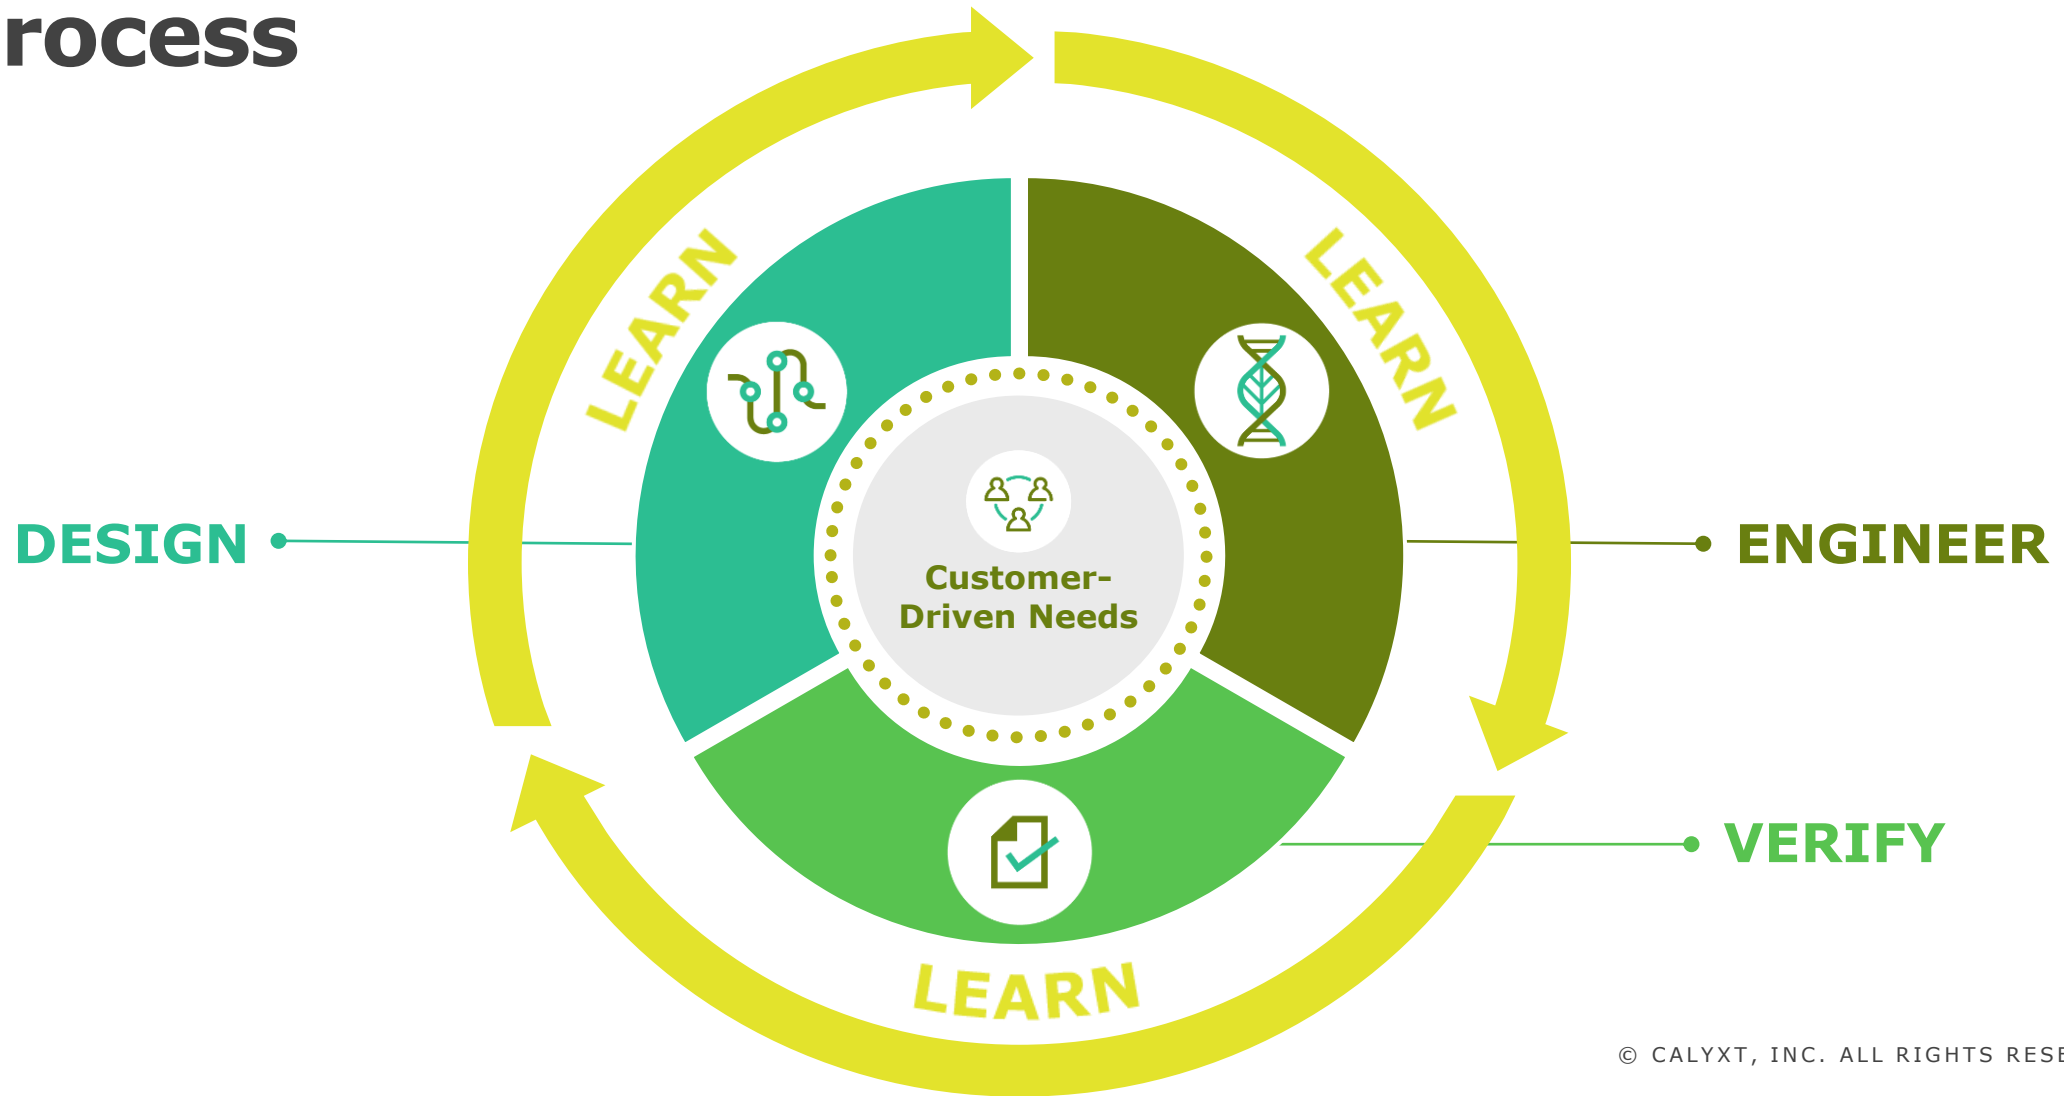 rocess
LEARN
LEARN
DESIGN
ENGINEER
Customer-
Driven Needs
VERIFY
LEARN
© CALYXT, INC. ALL RIGHTS RESE